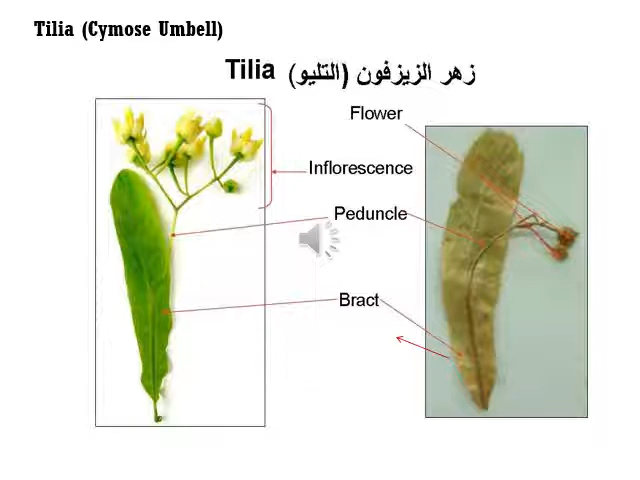 Tilia (Cymose Umbell)
Tilia زهر الزيزفون (التليو)
Flower
Inflorescence
Peduncle
Bract